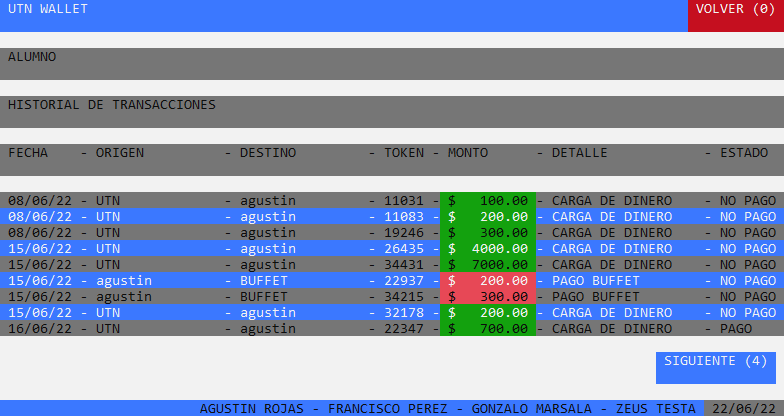 UTN WALLET VOLVER (0)
ALUMNO
HISTORIAL DE TRANSACCIONES
FECHA - ORIGEN - DESTINO - TOKEN - MONTO - DETALLE - ESTADO
08/06/22 - UTN - agustin - 11031 - $ 100.00 - CARGA DE DINERO - NO PAGO
08/06/22 - UTN - agustin - 11083 - $ 200.00 - CARGA DE DINERO - NO PAGO
08/06/22 - UTN - agustin - 19246 - $ 300.00 - CARGA DE DINERO - NO PAGO
15/06/22 - UTN - agustin - 26435 - $ 4000.00 - CARGA DE DINERO - NO PAGO
15/06/22 - UTN - agustin - 34431 - $ 7000.00 - CARGA DE DINERO - NO PAGO
15/06/22 - agustin - BUFFET - 22937 - $ 200.00 - PAGO BUFFET - NO PAGO
15/06/22 - agustin - BUFFET - 34215 - $ 300.00 - PAGO BUFFET - NO PAGO
15/06/22 - UTN - agustin - 32178 - $ 200.00 - CARGA DE DINERO - NO PAGO
16/06/22 - UTN - agustin - 22347 - $ 700.00 - CARGA DE DINERO - PAGO
SIGUIENTE (4)
AGUSTIN ROJAS - FRANCISCO PEREZ - GONZALO MARSALA - ZEUS TESTA 22/06/22